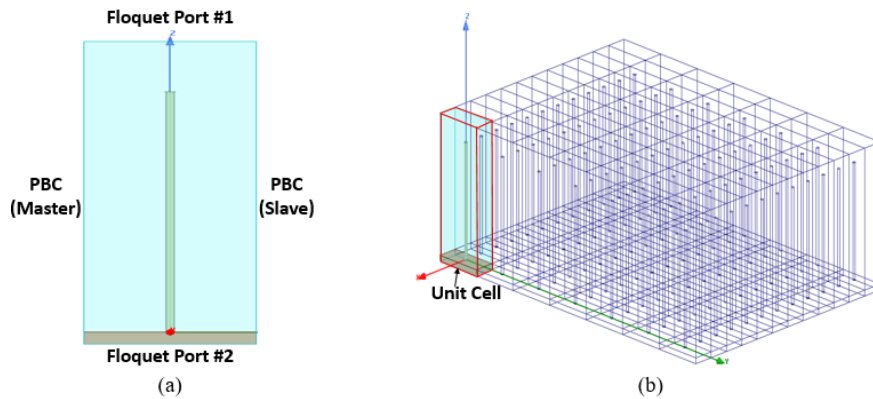 Floquet Port #1
Z
PBC
(Master)
PBC
(Slave)
Floquet Port #2
(a)
Z
X
Unit Cell
Y
(b)